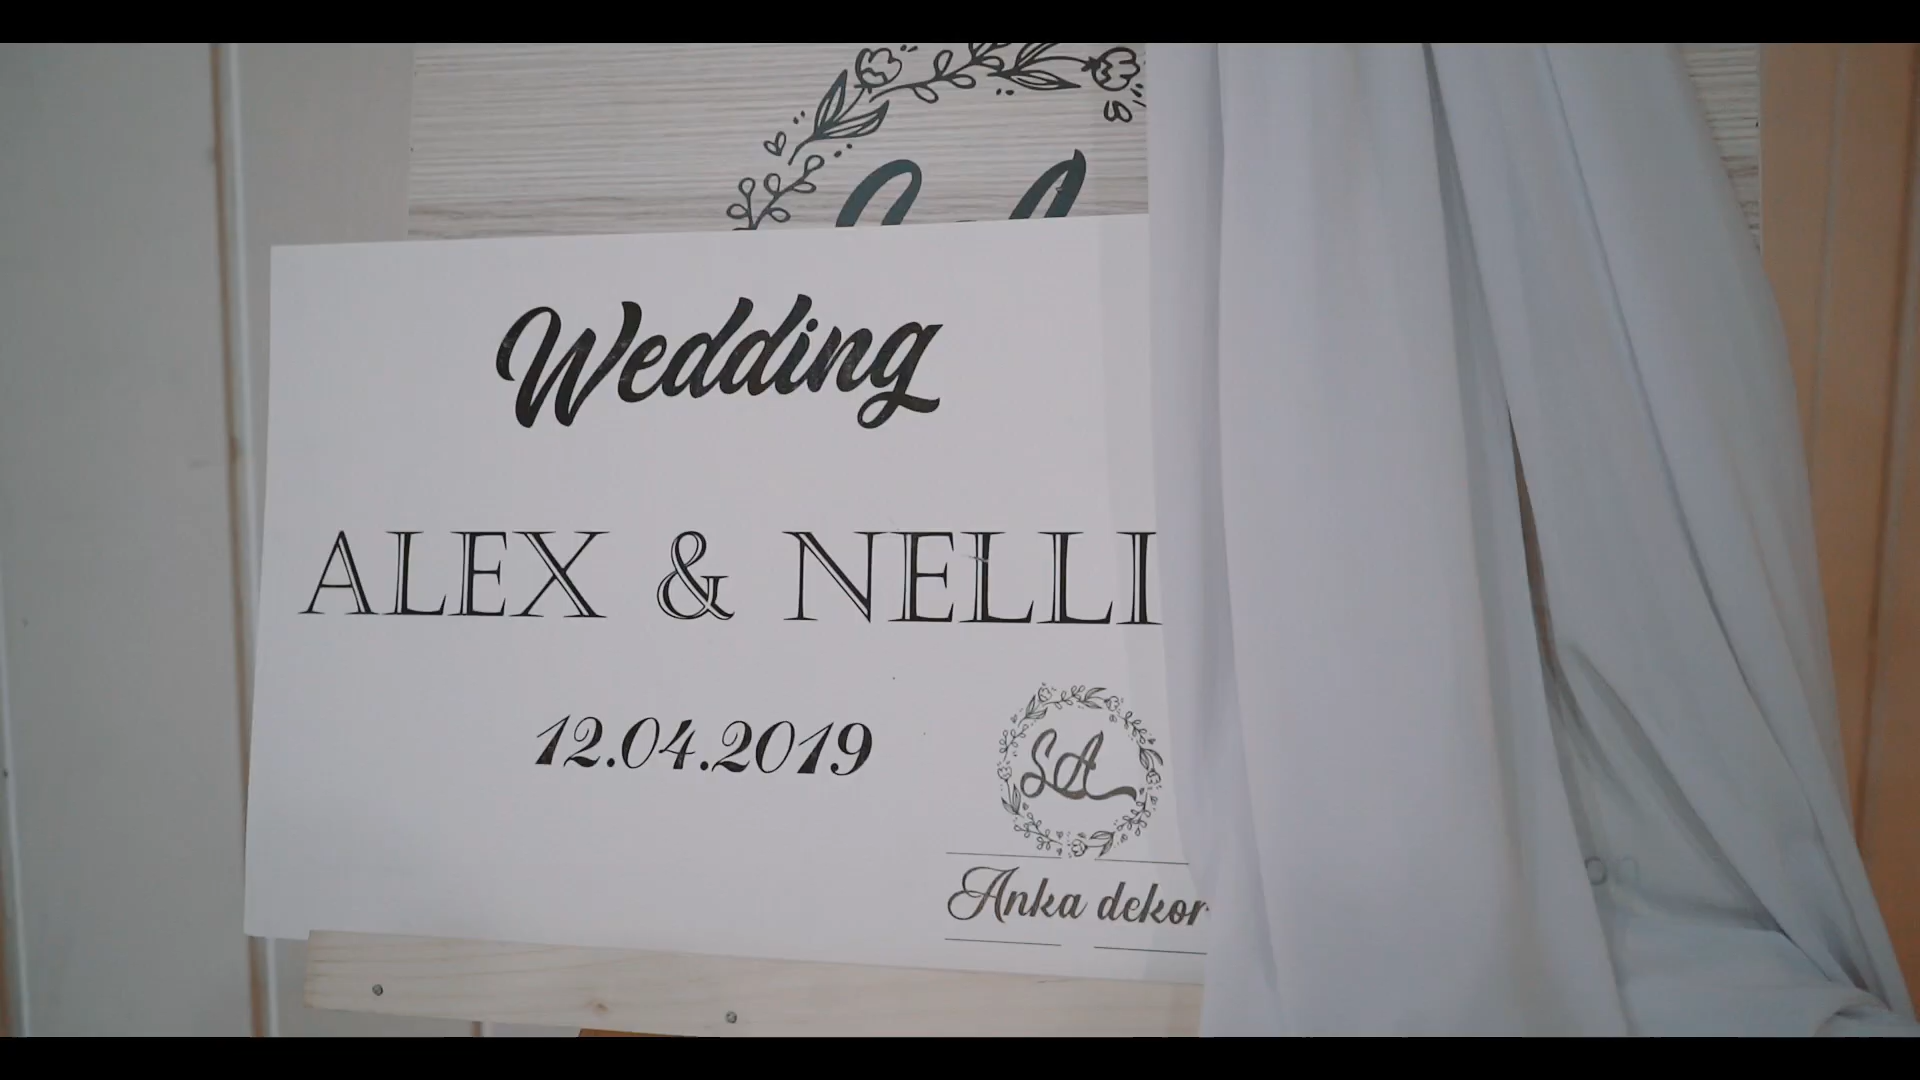 Wedding
ALEX & NELLI
12.04.2019
SA
Anka dekor